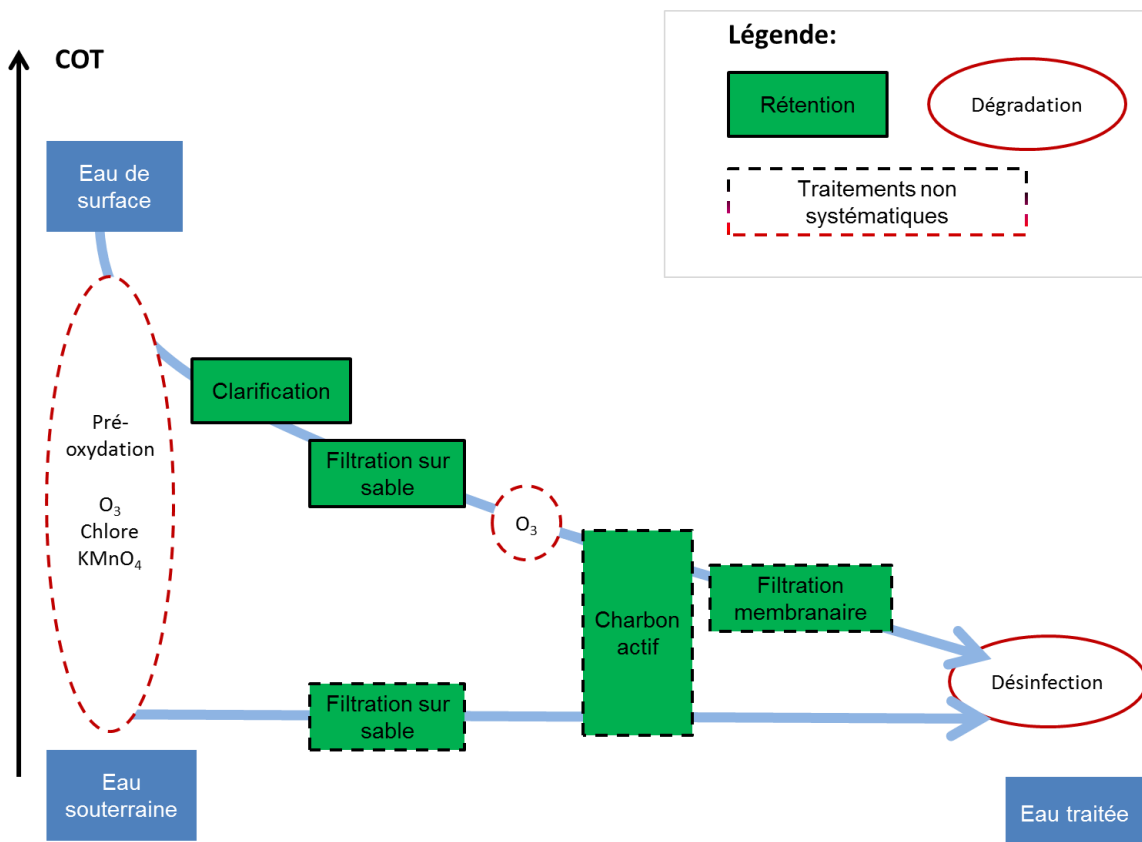 COT
Légende:
Rétention
Dégradation
Traitements non
systématiques
Eau de
surface
Pré-
oxydation
O₃
Chlore
KMnO₄
Clarification
Filtration sur
sable
O₃
Charbon
actif
Filtration
membranaire
Filtration sur
sable
Désinfection
Eau
souterraine
Eau traitée